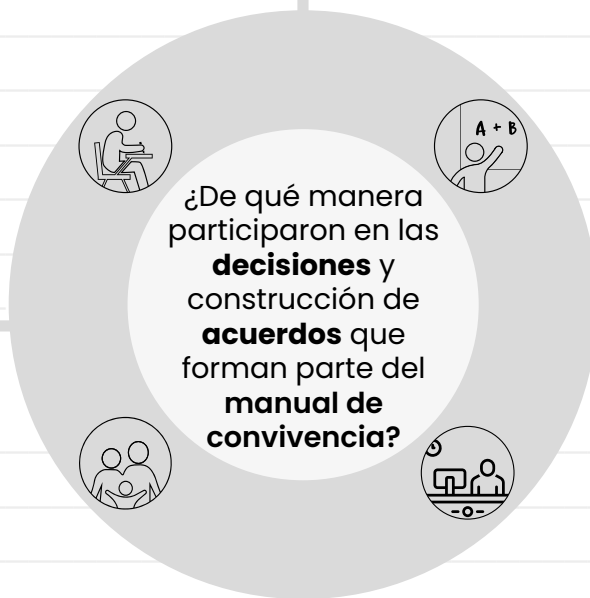 A + B
¿De qué manera
participaron en las
decisiones y
construcción de
acuerdos que
forman parte del
manual de
convivencia?